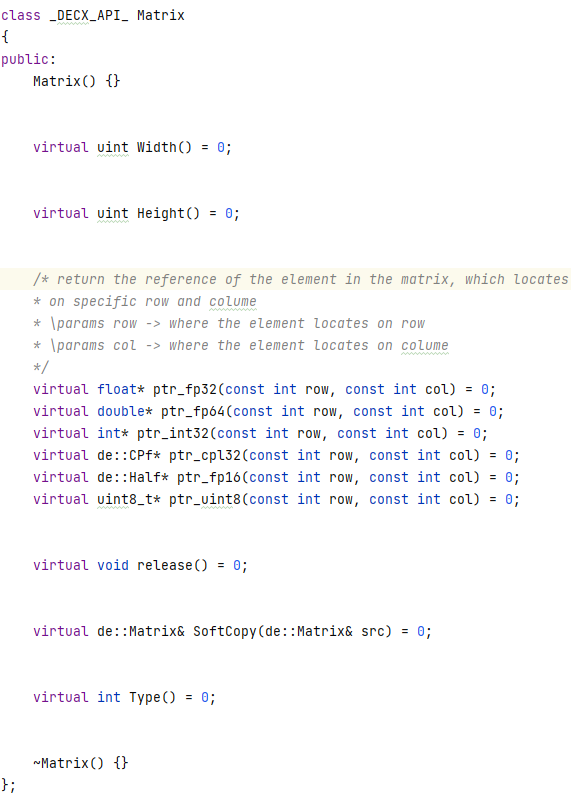 class _DECX_API_ Matrix
{
public:
    Matrix() {}
    virtual uint Width() = 0;
    virtual uint Height() = 0;
    /* return the reference of the element in the matrix, which locates
    * on specific row and colume
    * \params row -> where the element locates on row
    * \params col -> where the element locates on colume
    */
    virtual float* ptr_fp32(const int row, const int col) = 0;
    virtual double* ptr_fp64(const int row, const int col) = 0;
    virtual int* ptr_int32(const int row, const int col) = 0;
    virtual de::CPf* ptr_cpl32(const int row, const int col) = 0;
    virtual de::Half* ptr_fp16(const int row, const int col) = 0;
    virtual uint8_t* ptr_uint8(const int row, const int col) = 0;
    virtual void release() = 0;
    virtual de::Matrix& SoftCopy(de::Matrix& src) = 0;
    virtual int Type() = 0;
    ~Matrix() {}
};